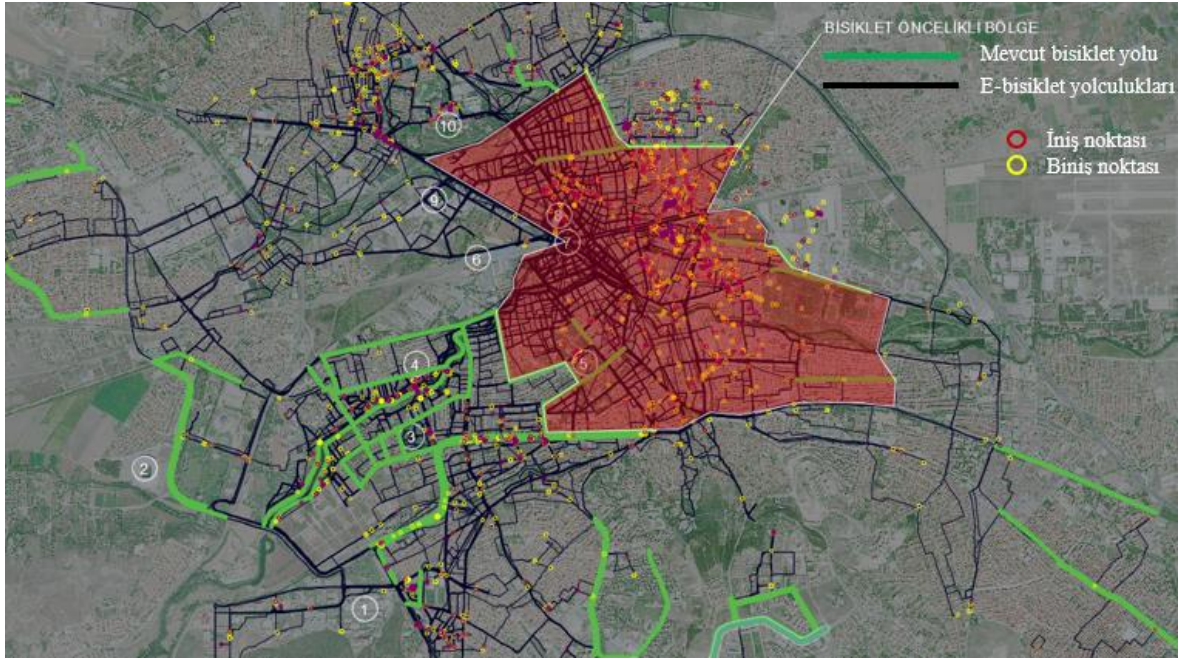 BİSİKLET ÖNCELİKLİ BÖLGE
Mevcut bisiklet yolu
E-bisiklet yolculukları
İniş noktası
Biniş noktası
10
9
8
7
6
5
4
3
2
1